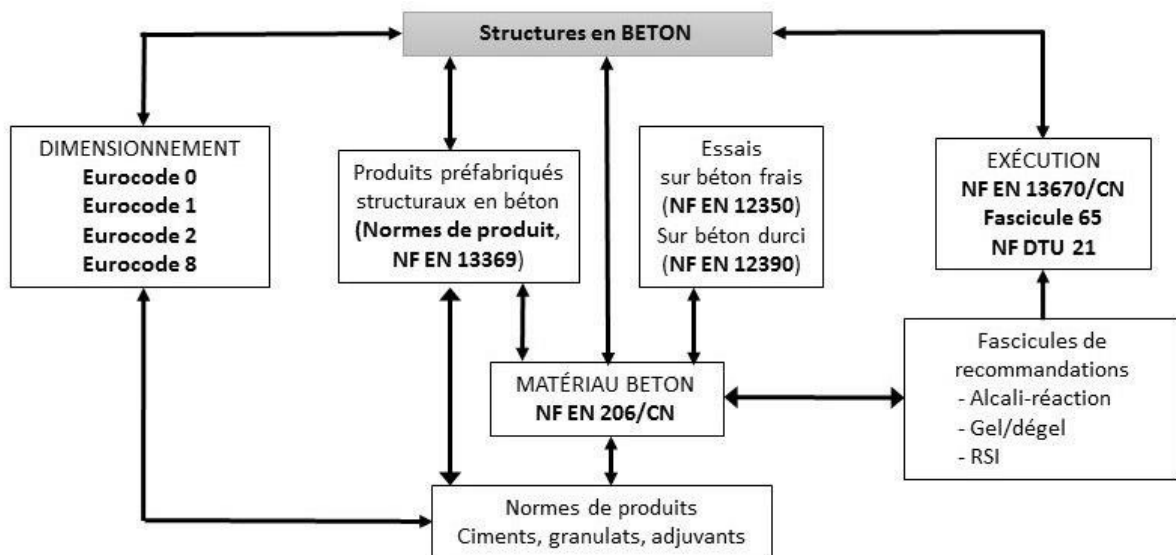 Structures en BETON
DIMENSIONNEMENT
Eurocode 0
Eurocode 1
Eurocode 2
Eurocode 8
Produits préfabriqués
structuraux en béton
(Normes de produit,
NF EN 13369)
Essais
sur béton frais
(NF EN 12350)
Sur béton durci
(NF EN 12390)
EXÉCUTION
NF EN 13670/CN
Fascicule 65
NF DTU 21
MATÉRIAU BETON
NF EN 206/CN
Fascicules de
recommandations
- Alcali-réaction
- Gel/dégel
- RSI
Normes de produits
Ciments, granulats, adjuvants